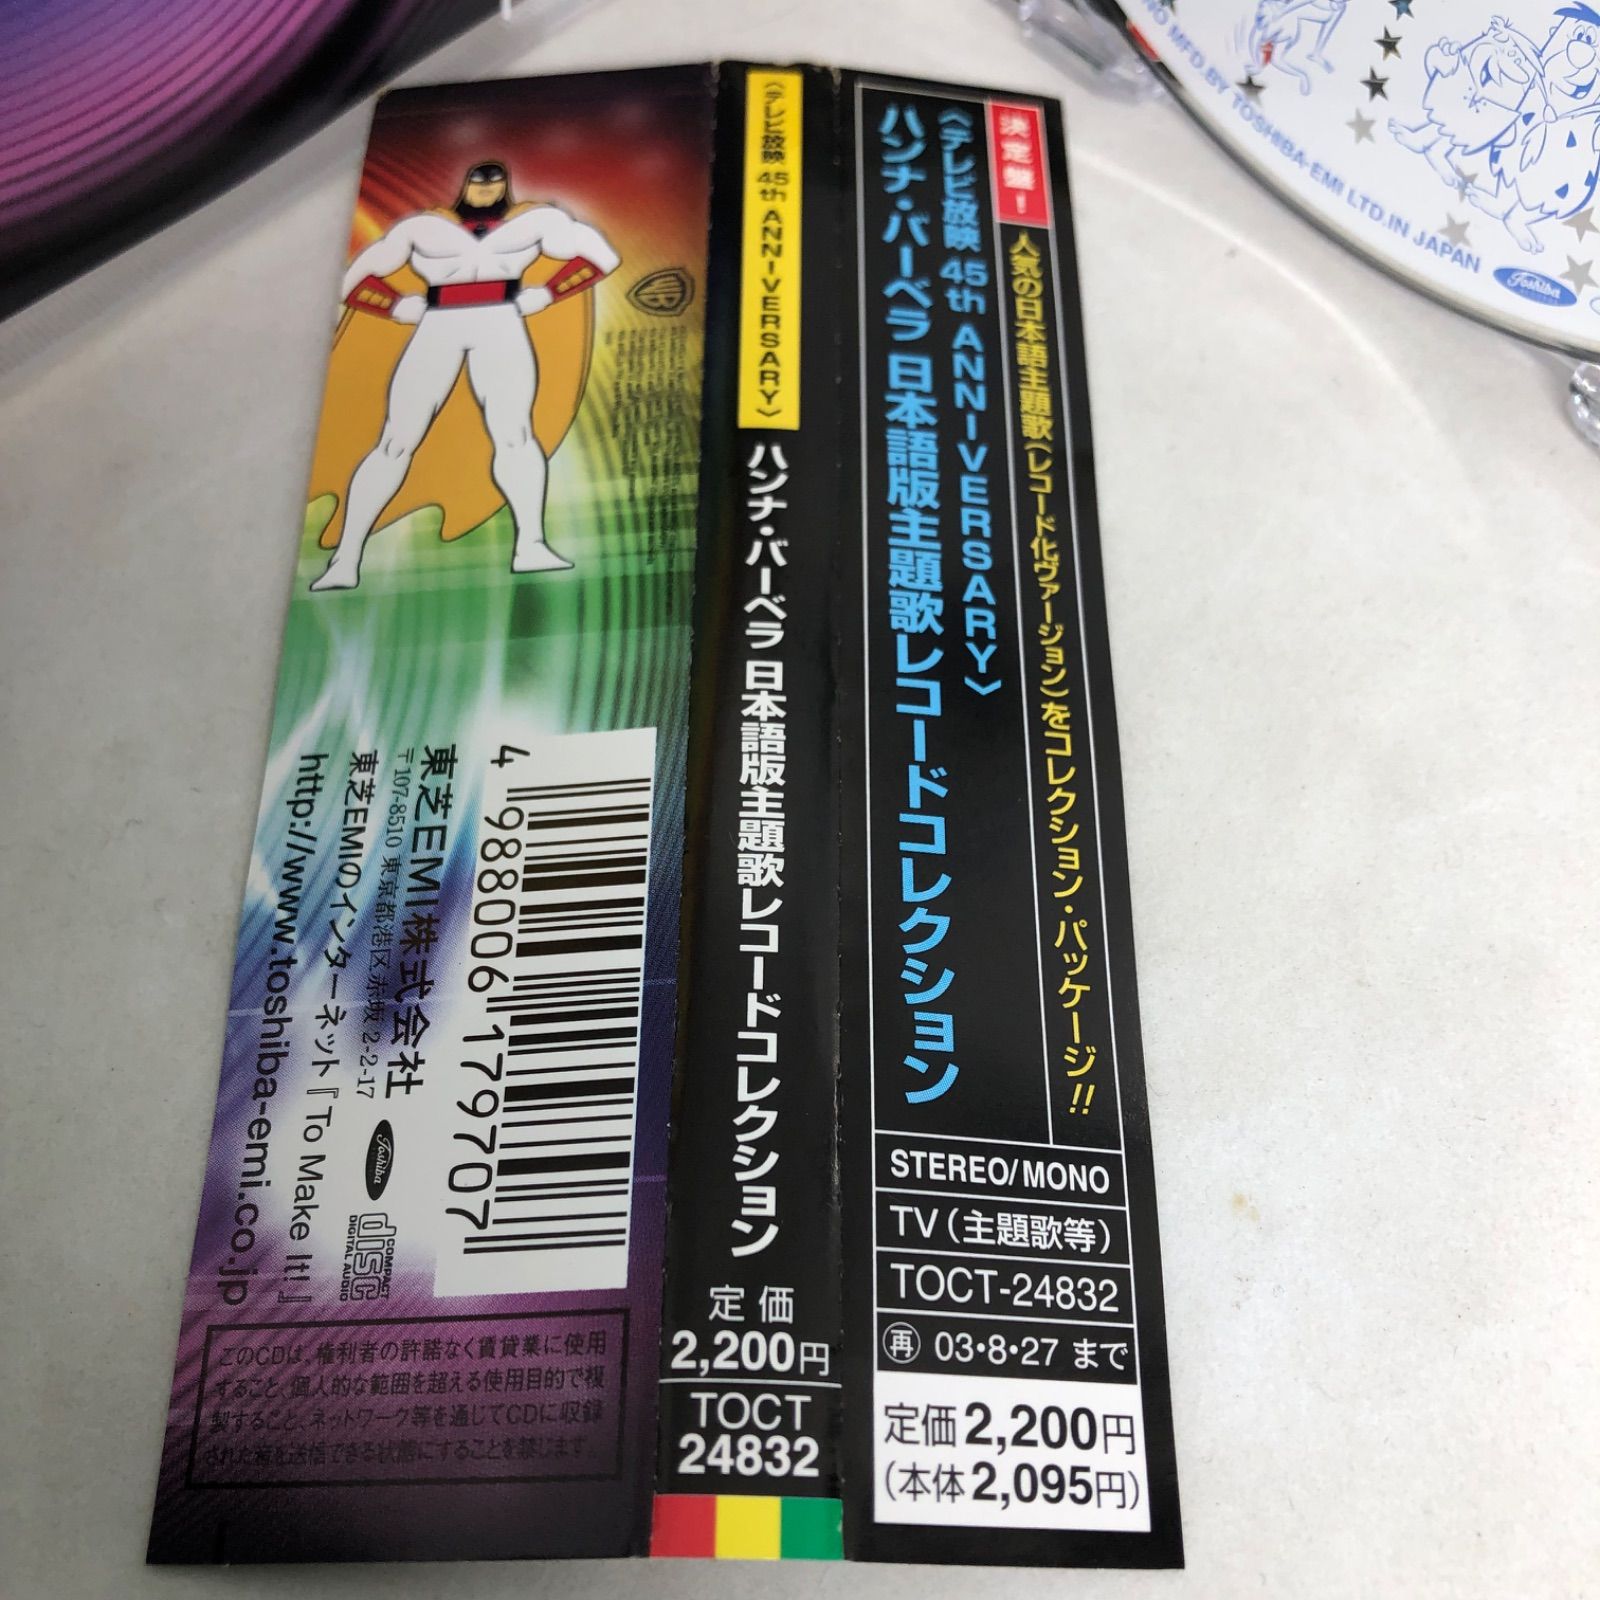 決定盤！
人気の日本語主題歌（レコード化ヴァージョン）をコレクション・パッケージ!!
〈テレビ放映 45th ANNIVERSARY〉
ハンナ・バーベラ 日本語版主題歌レコードコレクション
STEREO/MONO
TV（主題歌等）
TOCT-24832
再 03・8・27 まで
定価2,200円
（本体2,095円）
〈テレビ放映 45th ANNIVERSARY〉
ハンナ・バーベラ 日本語版主題歌レコードコレクション
定価
2,200円
TOCT
24832
WB
4 988006 179707
東芝EMI株式会社
〒107-8510 東京都港区赤坂2-2-17
東芝EMIのインターネット『To Make It!』
http://www.toshiba-emi.co.jp
Toshiba
COMPACT
disc
DIGITAL AUDIO
このCDは、権利者の許諾なく賃貸業に使用
すること、個人的な範囲を超える使用目的で複
製すること、ネットワーク等を通じてCDに収録
された音を送信できる状態にすることを禁じます。
MFD.BY TOSHIBA-EMI LTD.IN JAPAN
Toshiba